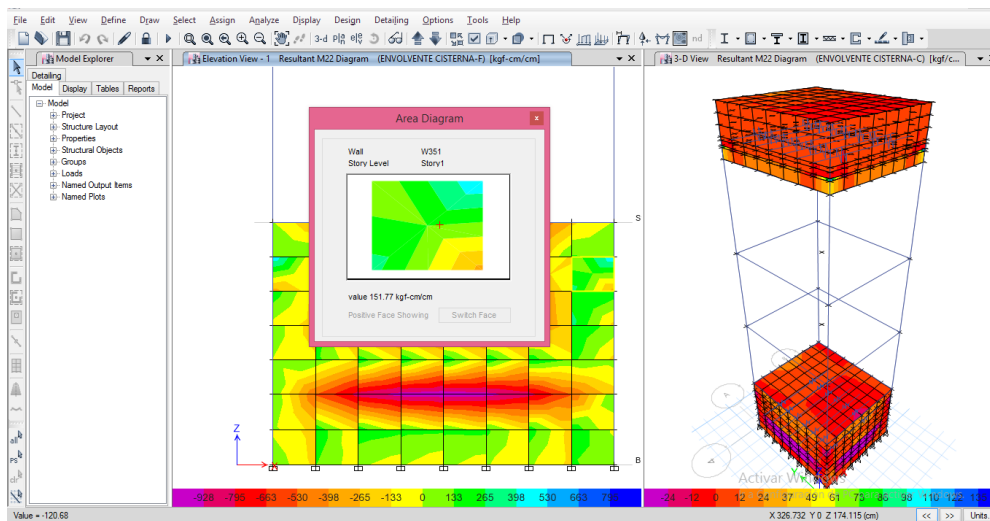 File Edit View Define Draw Select Assign Analyze Display Design Detailing Options Tools Help
3-d nd
Model Explorer
Elevation View - 1 Resultant M22 Diagram (ENVOLVENTE CISTERNA-F) [kgf-cm/cm]
3-D View Resultant M22 Diagram (ENVOLVENTE CISTERNA-C) [kgf/c...
Detailing
Model Display Tables Reports
Model
Project
Structure Layout
Properties
Structural Objects
Groups
Loads
Named Output Items
Named Plots
all
PS
clr
Area Diagram
x
Wall W351
Story Level Story1
value 151.77 kgf-cm/cm
Positive Face Showing Switch Face
S
B
Z
A
Activar
-928 -795 -663 -530 -398 -265 -133 0 133 265 398 530 663
-24 -12 0 12 24 37 49 61 73 86 98 110 122
Value = -120.68
X 326.732 Y 0 Z 174.115 (cm)
<< >> Units.